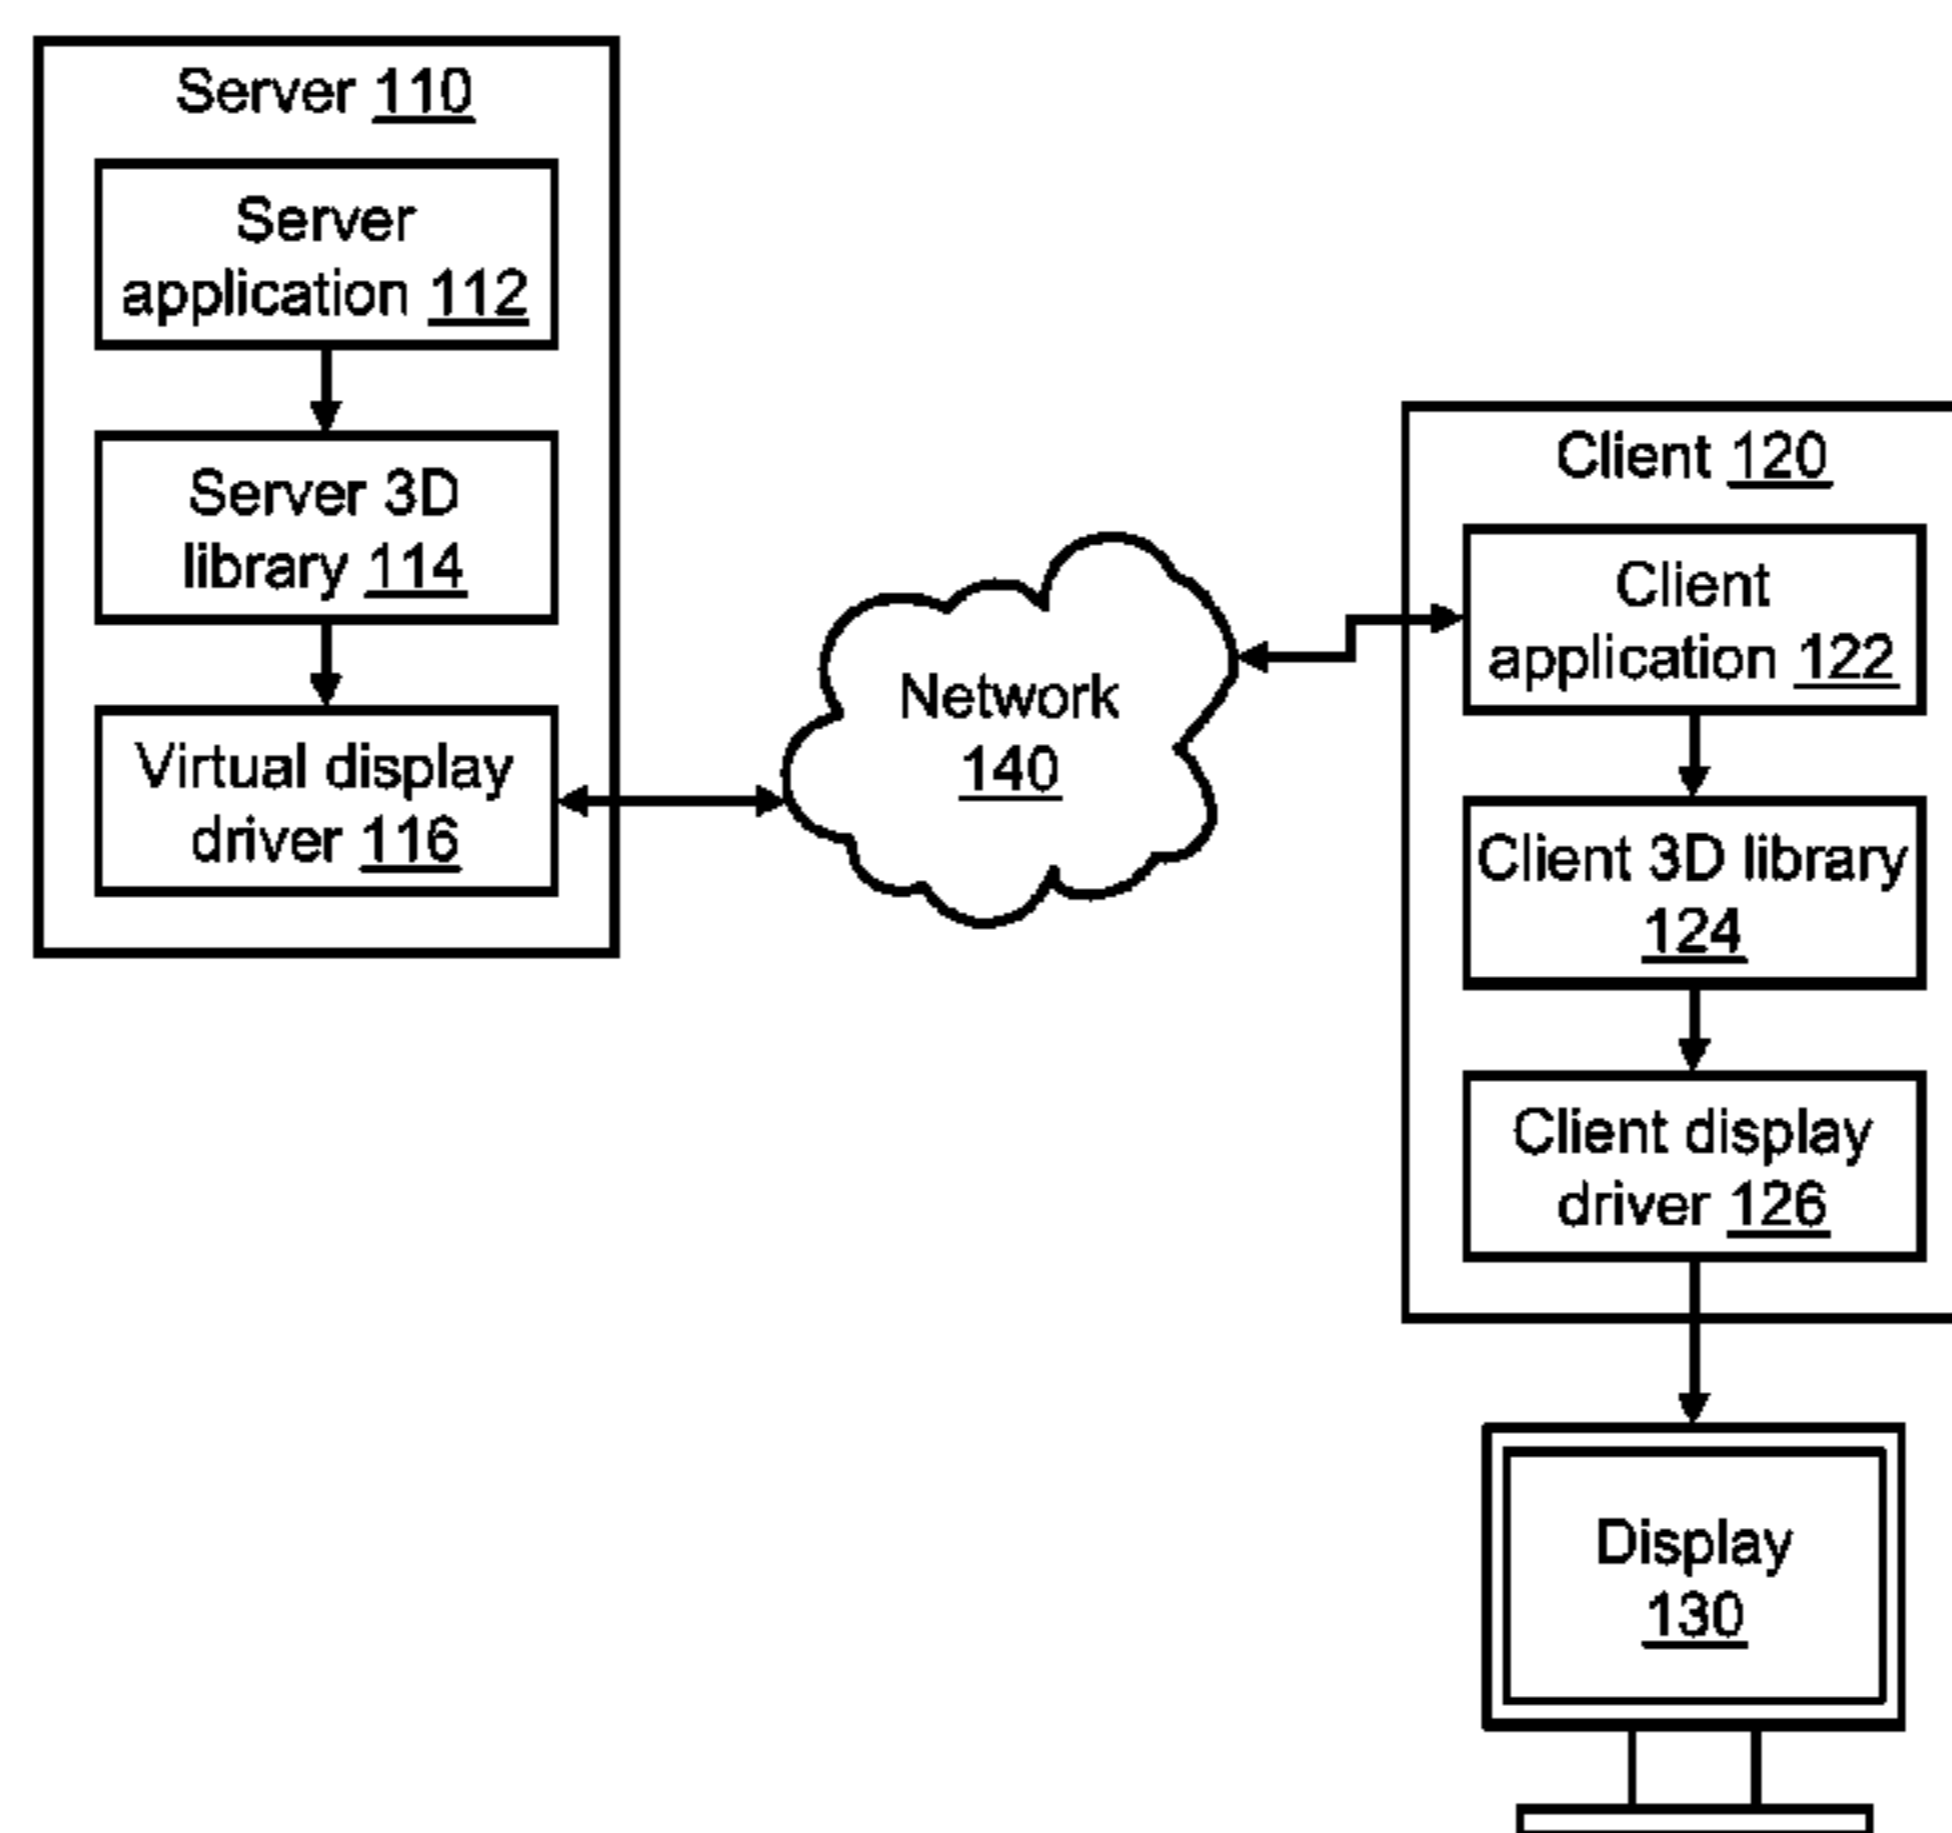 Server 110
Server
application 112
Server 3D
library 114
Virtual display
driver 116
Network
140
Client 120
Client
application 122
Client 3D library
124
Client display
driver 126
Display
130